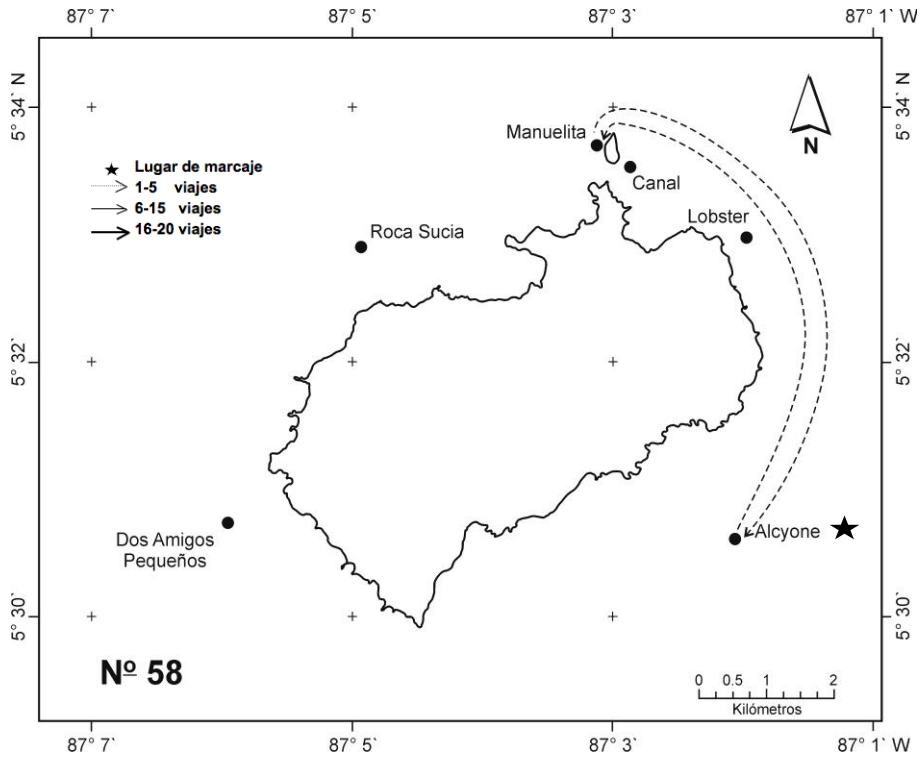 87° 7`
87° 5`
87° 3`
87° 1` W
5° 34` N
5° 34` N
Manuelita
Canal
Lobster
N
Lugar de marcaje
1-5 viajes
6-15 viajes
16-20 viajes
Roca Sucia
5° 32`
5° 32`
Dos Amigos
Pequeños
Alcyone
5° 30`
5° 30`
Nº 58
0 0.5 1 2
Kilómetros
87° 7`
87° 5`
87° 3`
87° 1` W